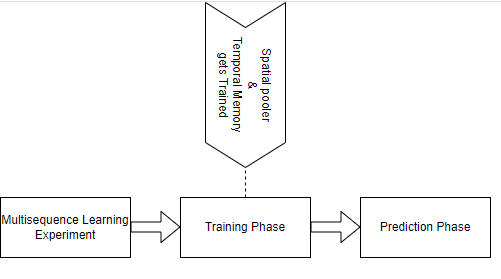 Spatial pooler
&
Temporal Memory
gets Trained
Multisequence Learning
Experiment
Training Phase
Prediction Phase